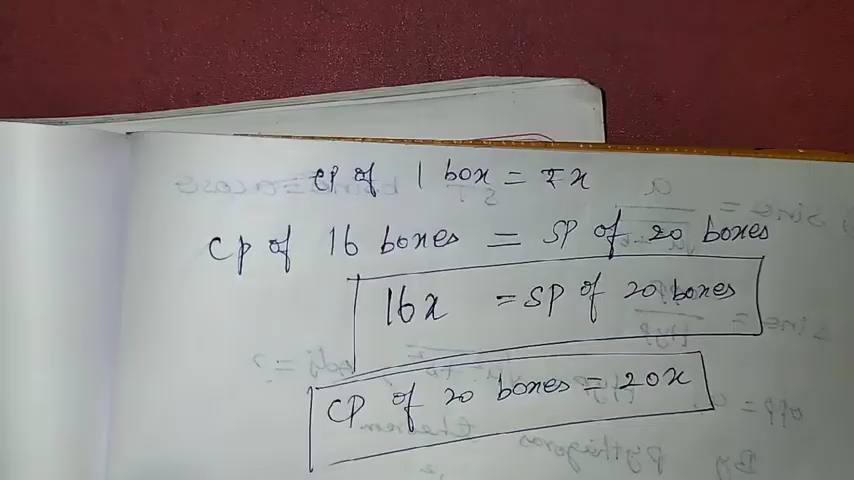 CP of 1 box = ₹x
CP of 16 boxes = SP of 20 boxes
16x = SP of 20 boxes
CP of 20 boxes = 20x